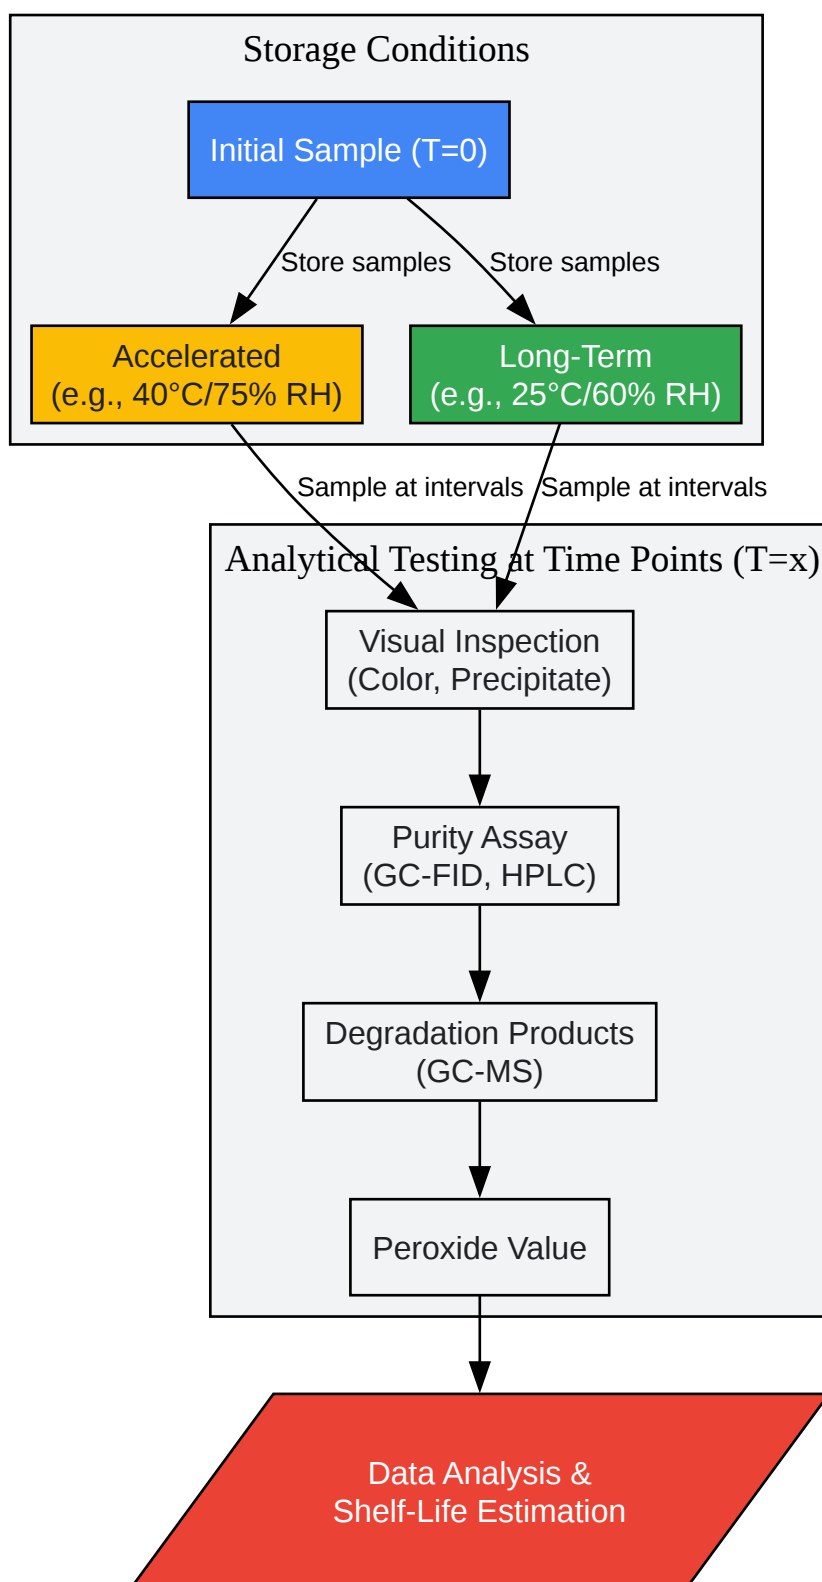 Storage Conditions
Initial Sample (T=0)
Store samples
Store samples
Accelerated
(e.g., 40°C/75% RH)
Long-Term
(e.g., 25°C/60% RH)
Sample at intervals
Sample at intervals
Analytical Testing at Time Points (T=x)
Visual Inspection
(Color, Precipitate)
Purity Assay
(GC-FID, HPLC)
Degradation Products
(GC-MS)
Peroxide Value
Data Analysis &
Shelf-Life Estimation